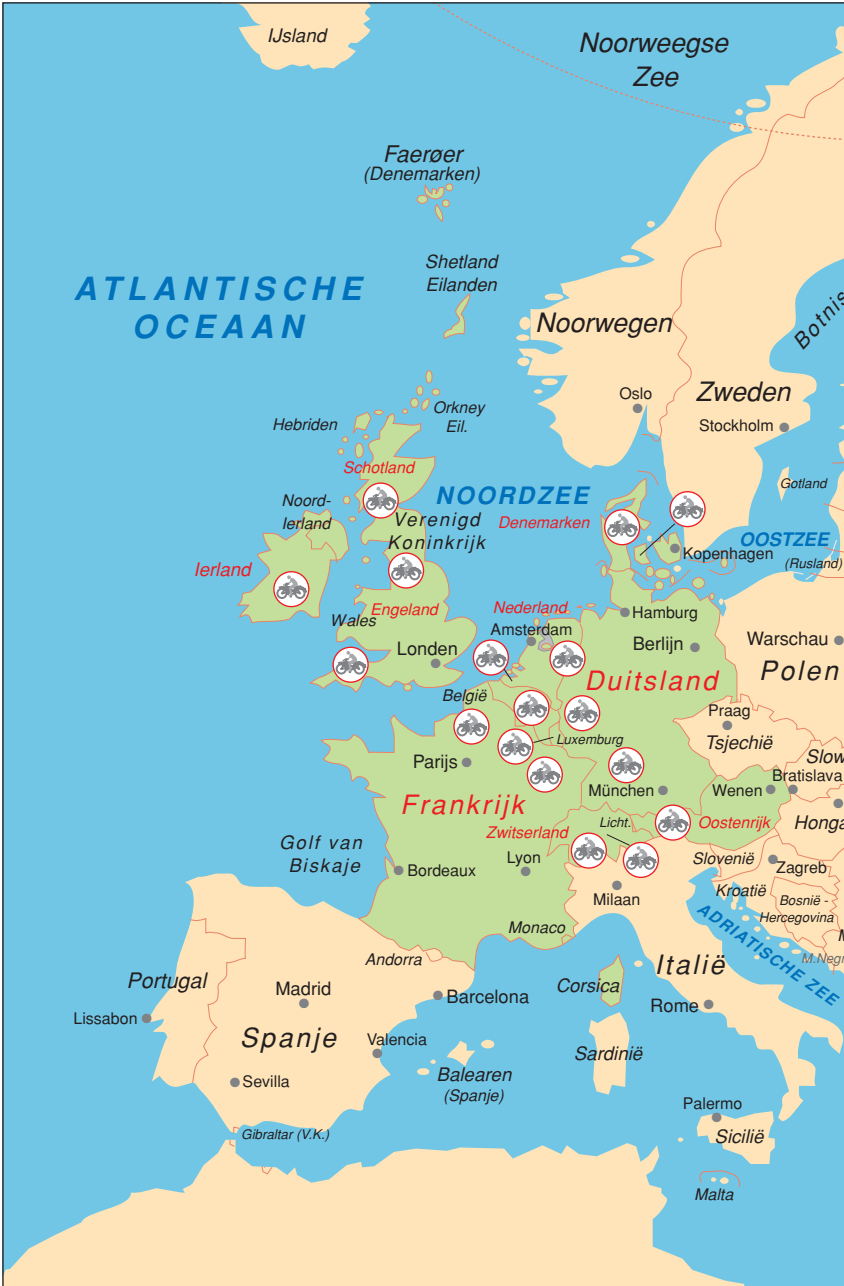 IJsland
Noorweegse
Zee
Faerøer
(Denemarken)
Shetland
Eilanden
ATLANTISCHE
OCEAAN
Noorwegen
Botnis
Oslo
Zweden
Stockholm
Hebriden
Orkney
Eil.
Schotland
Gotland
NOORDZEE
Noord-
Ierland
Verenigd
Koninkrijk
Denemarken
OOSTZEE
Kopenhagen
(Rusland)
Ierland
Engeland
Nederland
Hamburg
Wales
Amsterdam
Londen
Berlijn
Warschau
Polen
Duitsland
België
Praag
Tsjechië
Luxemburg
Slow
Parijs
Bratislava
München
Wenen
Frankrijk
Honga
Zwitserland
Licht.
Oostenrijk
Golf van
Biskaje
Bordeaux
Lyon
Slovenië
Zagreb
Milaan
Kroatië
Bosnië -
Hercegovina
Monaco
ADRIATISCHE ZEE
M
M.Negr
Andorra
Italië
Portugal
Madrid
Corsica
Barcelona
Rome
Lissabon
Spanje
Valencia
Sardinië
Balearen
(Spanje)
Sevilla
Palermo
Gibraltar (V.K.)
Sicilië
Malta